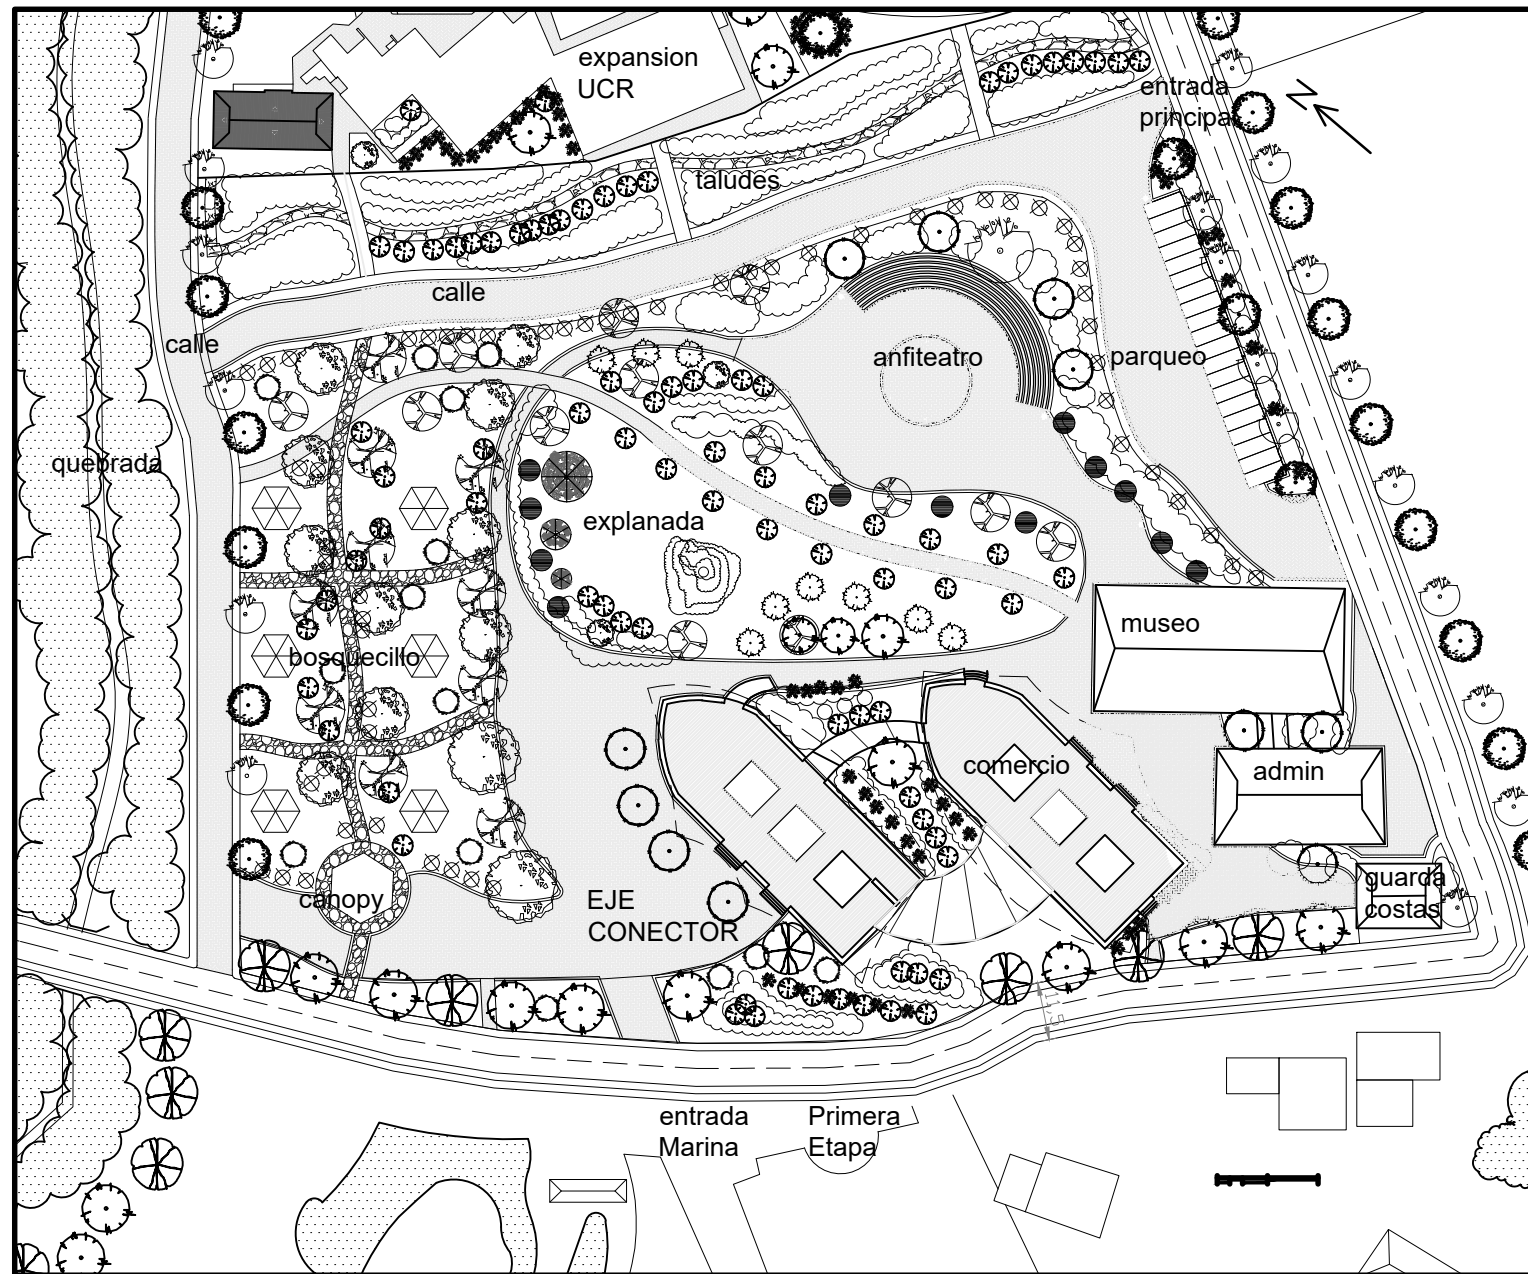 expansion
UCR
entrada
principal
taludes
calle
calle
anfiteatro
parqueo
quebrada
explanada
museo
bosquecillo
comercio
admin
guarda
costas
canopy
EJE
CONECTOR
entrada
Marina
Primera
Etapa